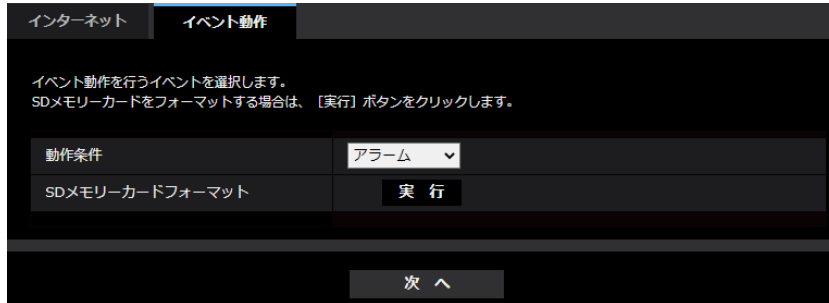 インターネット イベント動作
イベント動作を行うイベントを選択します。
SDメモリーカードをフォーマットする場合は、［実行］ボタンをクリックします。
動作条件 アラーム
SDメモリーカードフォーマット 実 行
次 へ